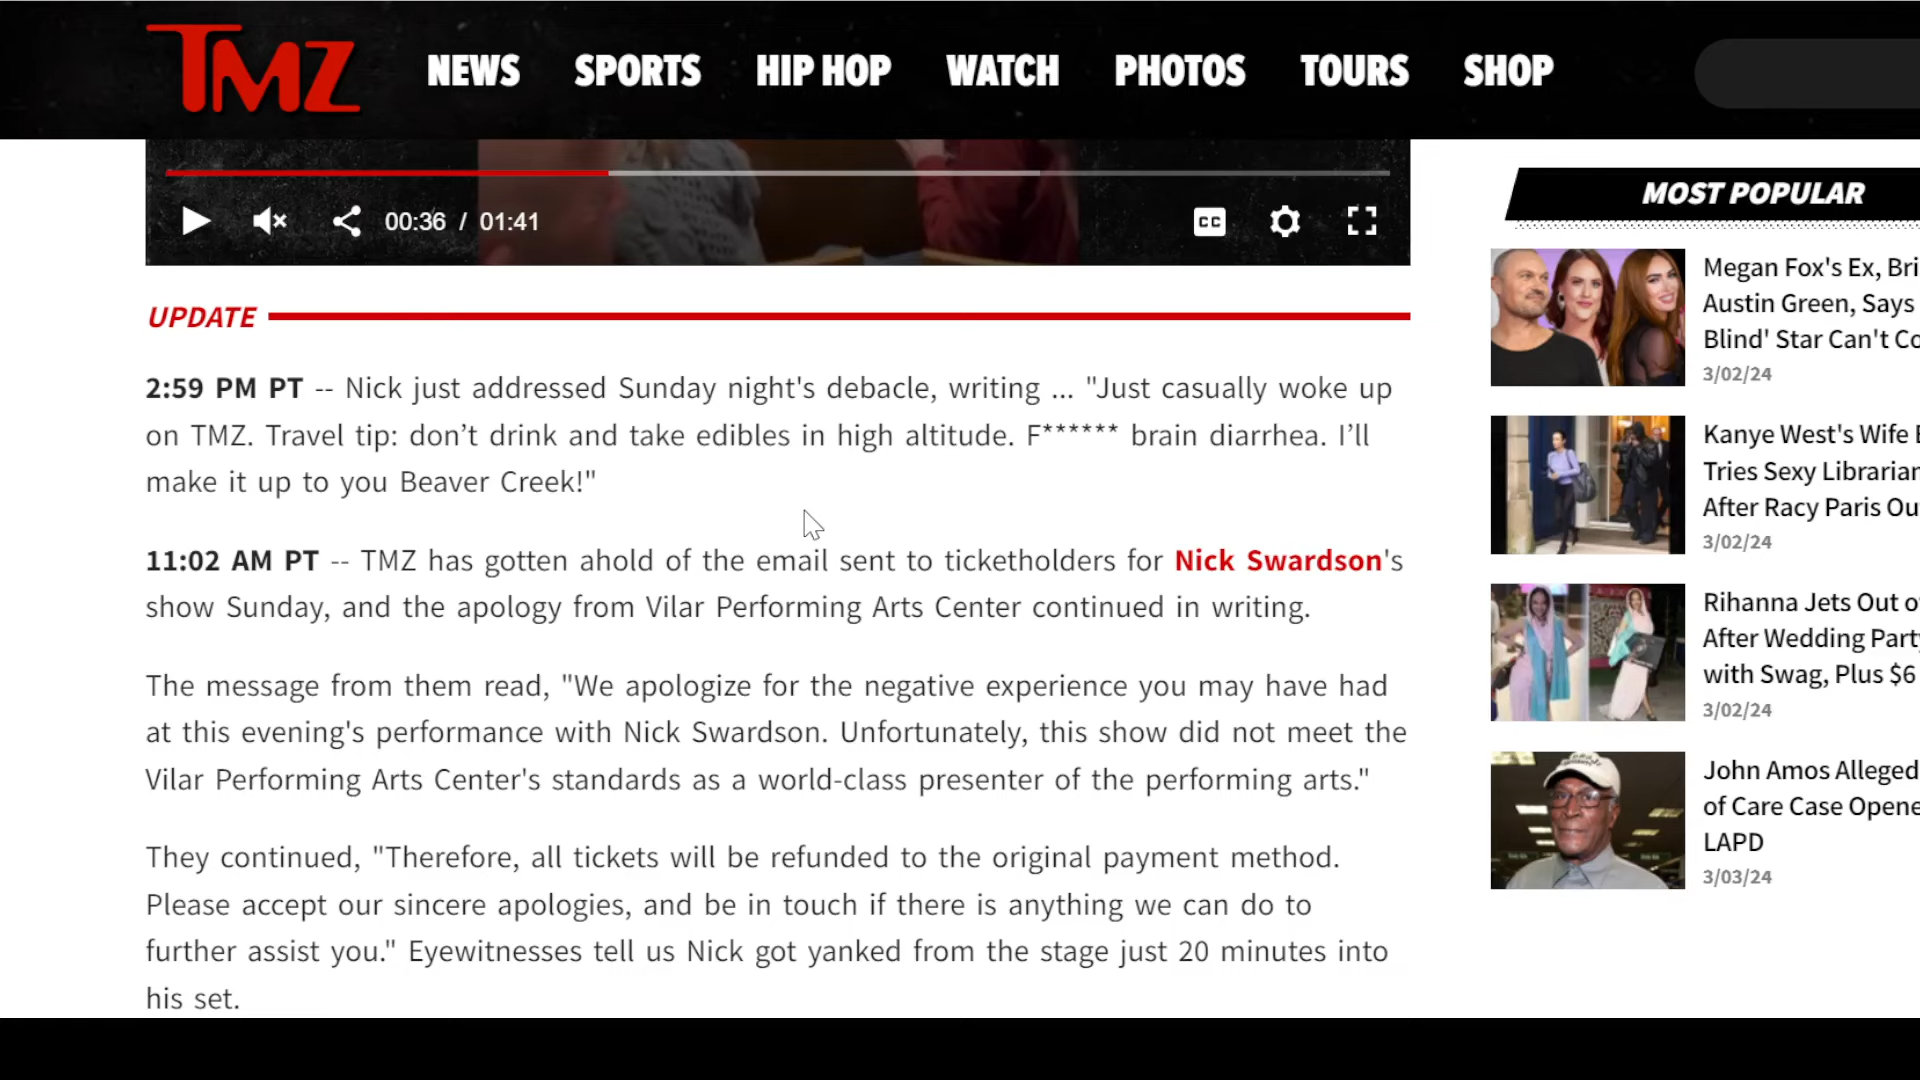 TMZ
NEWS SPORTS HIP HOP WATCH PHOTOS TOURS SHOP
00:36 / 01:41
CC
UPDATE
2:59 PM PT -- Nick just addressed Sunday night's debacle, writing ... "Just casually woke up
on TMZ. Travel tip: don’t drink and take edibles in high altitude. F****** brain diarrhea. I’ll
make it up to you Beaver Creek!"
11:02 AM PT -- TMZ has gotten ahold of the email sent to ticketholders for Nick Swardson's
show Sunday, and the apology from Vilar Performing Arts Center continued in writing.
The message from them read, "We apologize for the negative experience you may have had
at this evening's performance with Nick Swardson. Unfortunately, this show did not meet the
Vilar Performing Arts Center's standards as a world-class presenter of the performing arts."
They continued, "Therefore, all tickets will be refunded to the original payment method.
Please accept our sincere apologies, and be in touch if there is anything we can do to
further assist you." Eyewitnesses tell us Nick got yanked from the stage just 20 minutes into
his set.
MOST POPULAR
Megan Fox's Ex, Bri
Austin Green, Says
Blind' Star Can't Co
3/02/24
Kanye West's Wife
Tries Sexy Librarian
After Racy Paris Ou
3/02/24
Rihanna Jets Out o
After Wedding Party
with Swag, Plus $6
3/02/24
John Amos Alleged
of Care Case Opene
LAPD
3/03/24